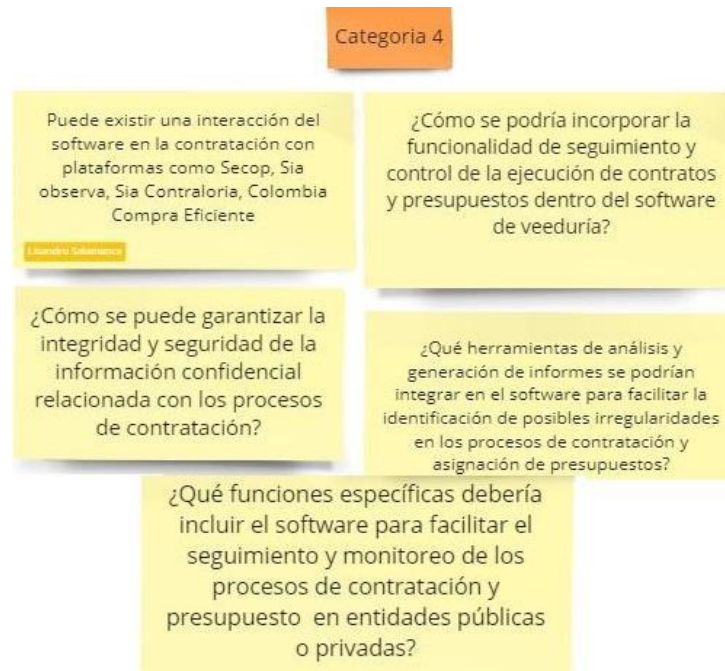 Categoria 4
Puede existir una interacción del
software en la contratación con
plataformas como Secop, Sia
observa, Sia Contraloria, Colombia
Compra Eficiente
Lisandro Salamanca
¿Cómo se podría incorporar la
funcionalidad de seguimiento y
control de la ejecución de contratos
y presupuestos dentro del software
de veeduría?
¿Cómo se puede garantizar la
integridad y seguridad de la
información confidencial
relacionada con los procesos
de contratación?
¿Qué herramientas de análisis y
generación de informes se podrían
integrar en el software para facilitar la
identificación de posibles irregularidades
en los procesos de contratación y
asignación de presupuestos?
¿Qué funciones específicas debería
incluir el software para facilitar el
seguimiento y monitoreo de los
procesos de contratación y
presupuesto en entidades públicas
o privadas?